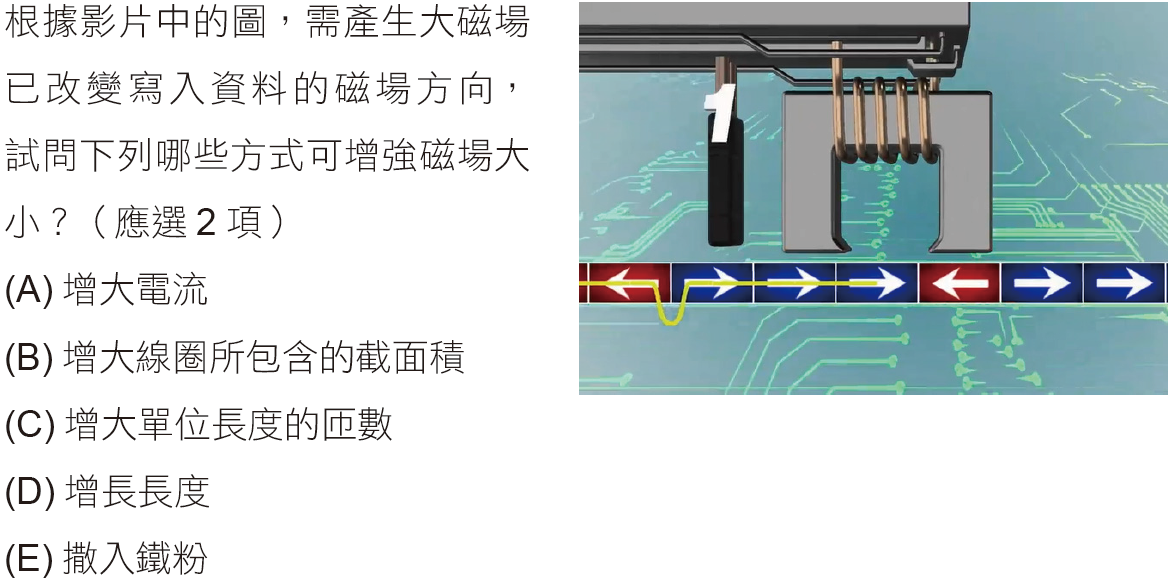 根據影片中的圖，需產生大磁場
已改變寫入資料的磁場方向，
試問下列哪些方式可增強磁場大
小？（應選 2 項）
(A) 增大電流
(B) 增大線圈所包含的截面積
(C) 增大單位長度的匝數
(D) 增長長度
(E) 撒入鐵粉
1